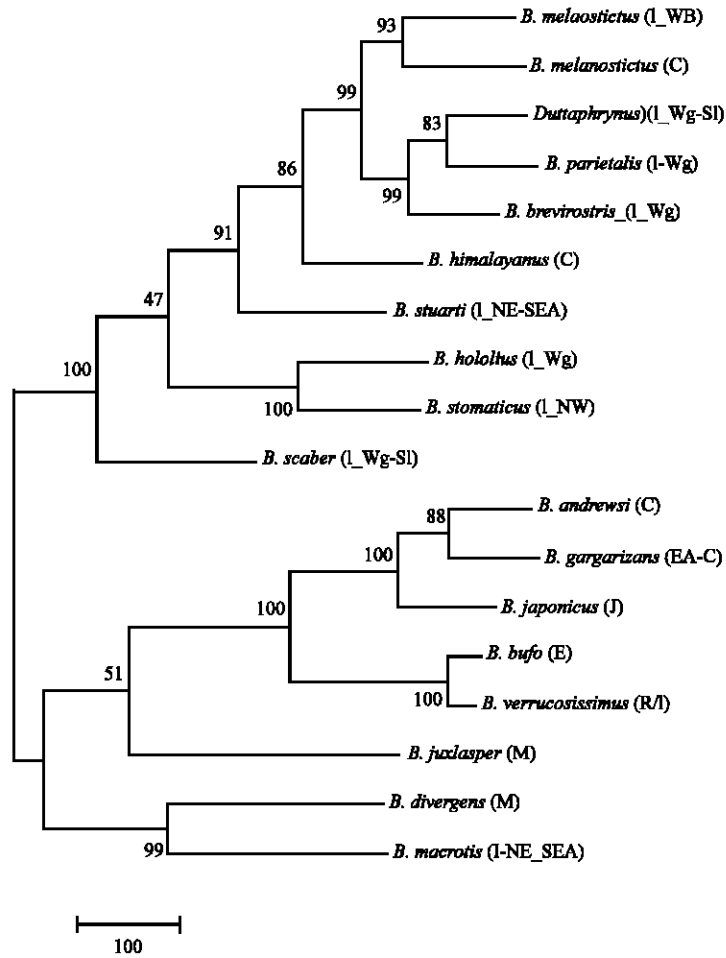 B. melaostictus (l_WB)
93
B. melanostictus (C)
99
Duttaphrynus)(l_Wg-Sl)
83
B. parietalis (l-Wg)
86
99
B. brevirostris_(l_Wg)
91
B. himalayanus (C)
47
B. stuarti (l_NE-SEA)
B. hololius (l_Wg)
100
100
B. stomaticus (l_NW)
B. scaber (l_Wg-Sl)
B. andrewsi (C)
88
B. gargarizans (EA-C)
100
B. japonicus (J)
100
B. bufo (E)
51
100
B. verrucosissimus (R/l)
B. juxlasper (M)
B. divergens (M)
99
B. macrotis (I-NE_SEA)
100